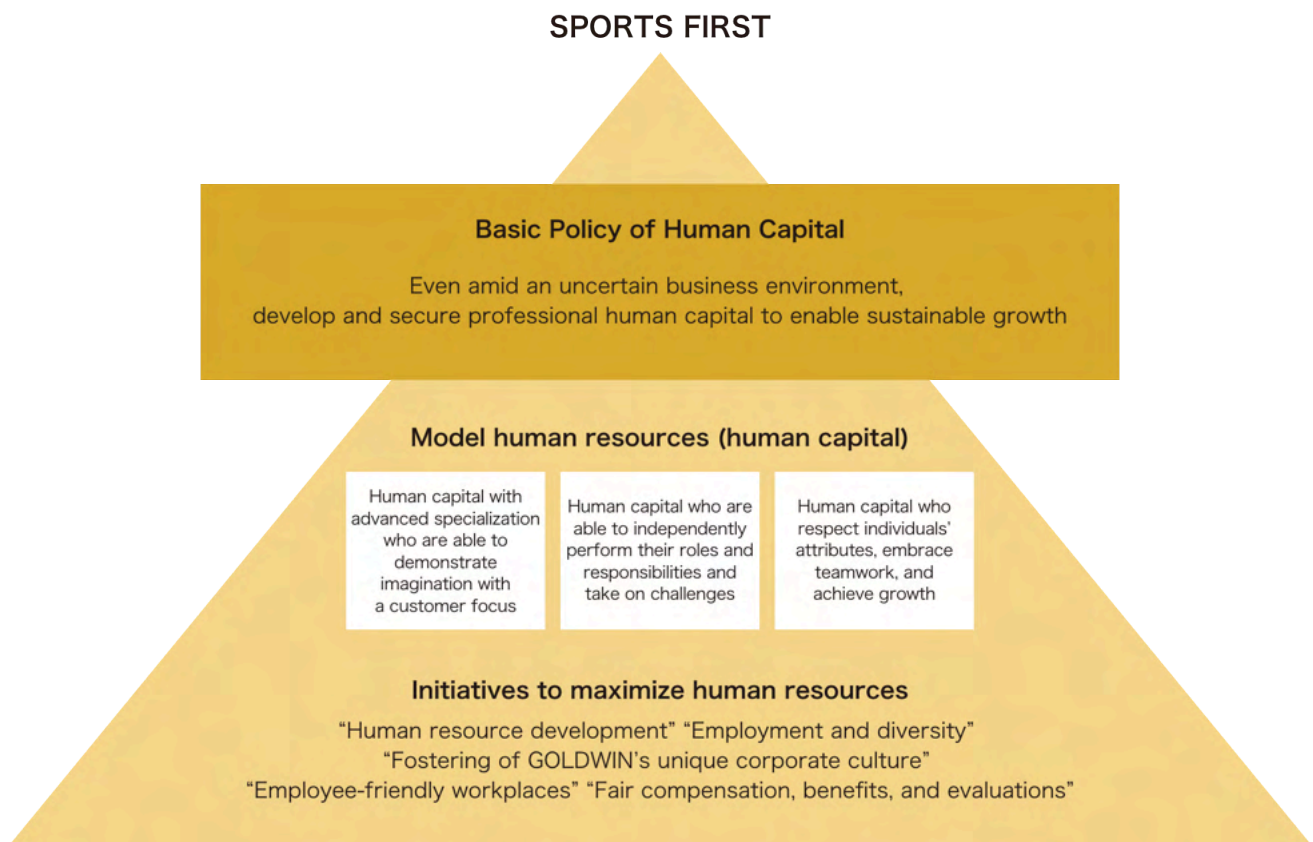 SPORTS FIRST
Basic Policy of Human Capital
Even amid an uncertain business environment,
develop and secure professional human capital to enable sustainable growth
Model human resources (human capital)
Human capital with
advanced specialization
who are able to
demonstrate
imagination with
a customer focus
Human capital who are
able to independently
perform their roles and
responsibilities and
take on challenges
Human capital who
respect individuals’
attributes, embrace
teamwork, and
achieve growth
Initiatives to maximize human resources
“Human resource development” “Employment and diversity”
“Fostering of GOLDWIN’s unique corporate culture”
“Employee-friendly workplaces” “Fair compensation, benefits, and evaluations”